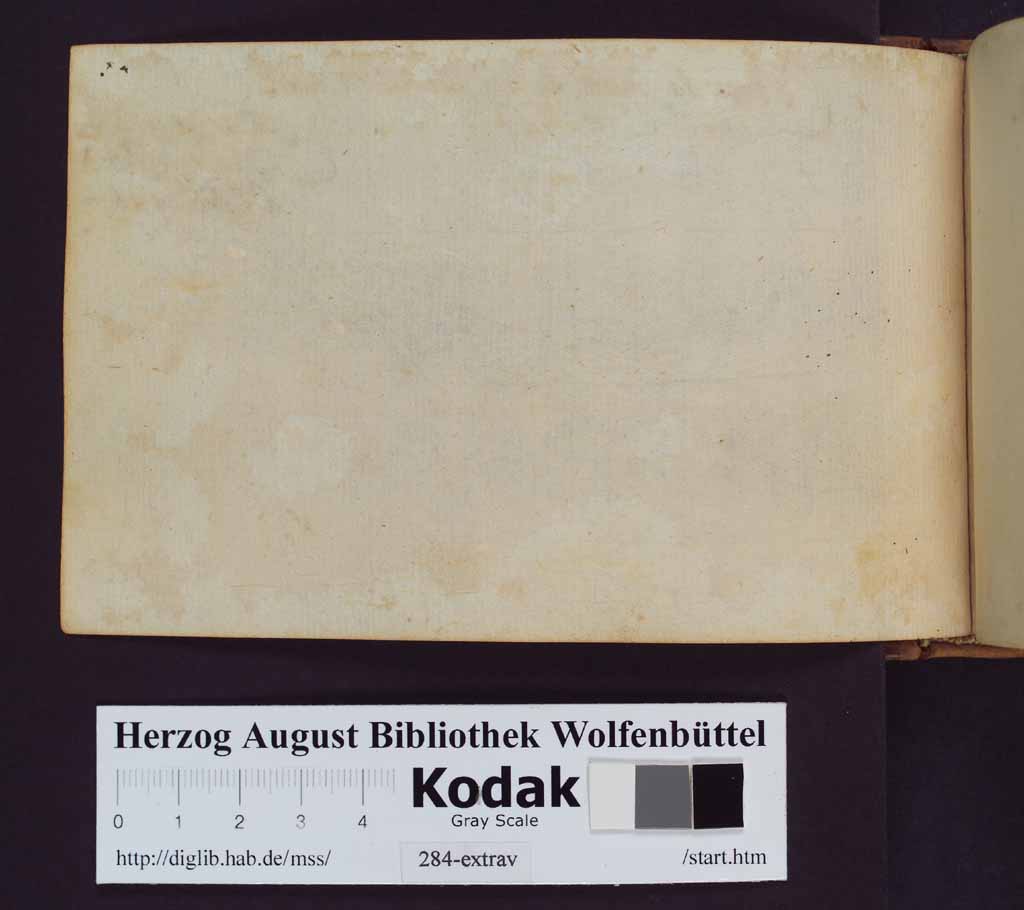 Herzog August Bibliothek Wolfenbüttel
0 1 2 3 4
Kodak
Gray Scale
http://diglib.hab.de/mss/
284-extrav
/start.htm